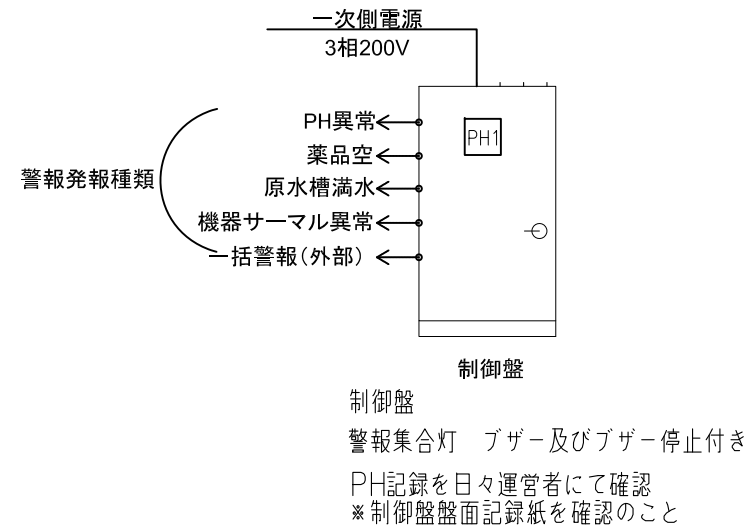 一次側電源
3相200V
PH異常
PH1
薬品空
警報発報種類
原水槽満水
機器サーマル異常
一括警報(外部)
制御盤
制御盤
警報集合灯 ブザー及びブザー停止付き
PH記録を日々運営者にて確認
※制御盤盤面記録紙を確認のこと